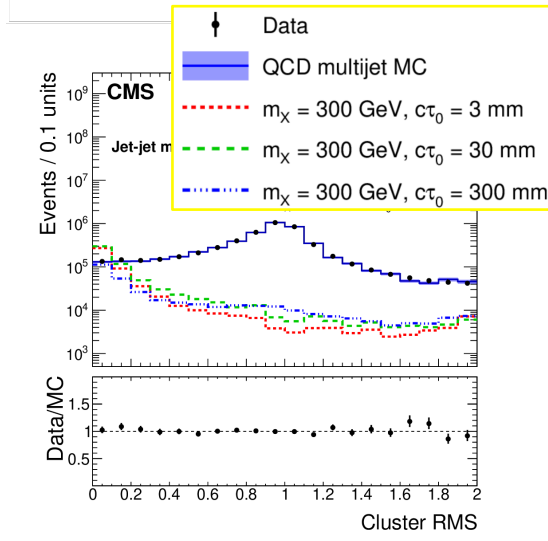 Data
QCD multijet MC
m_X = 300 GeV, cτ_0 = 3 mm
m_X = 300 GeV, cτ_0 = 30 mm
m_X = 300 GeV, cτ_0 = 300 mm
CMS
Jet-jet m
Events / 0.1 units
10^9
10^8
10^6
10^5
10^4
10^3
Data/MC
1.5
1
0.5
0 0.2 0.4 0.6 0.8 1 1.2 1.4 1.6 1.8 2
Cluster RMS